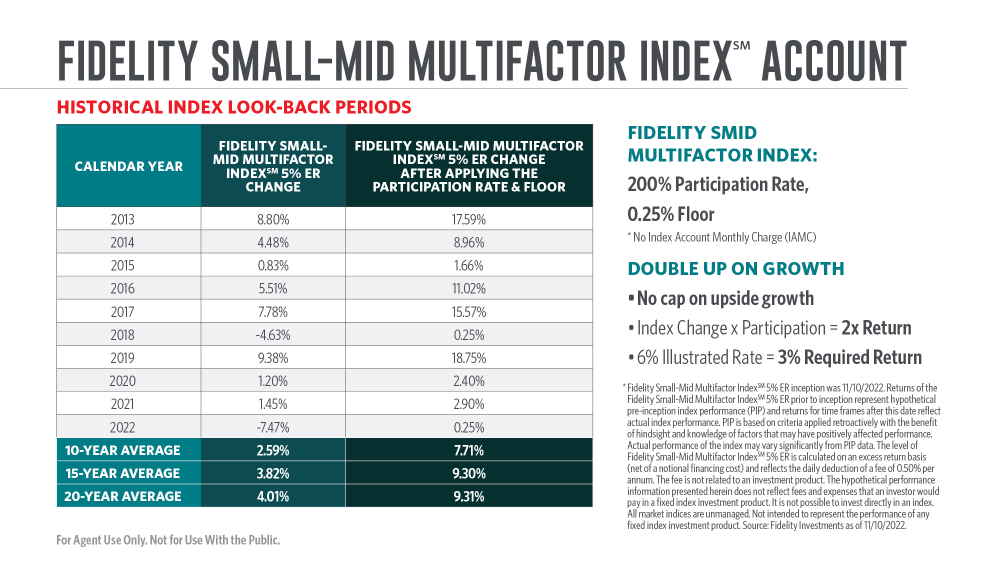 FIDELITY SMALL-MID MULTIFACTOR INDEX℠ ACCOUNT
HISTORICAL INDEX LOOK-BACK PERIODS
CALENDAR YEAR
FIDELITY SMALL-
MID MULTIFACTOR
INDEX℠ 5% ER
CHANGE
FIDELITY SMALL-MID MULTIFACTOR
INDEX℠ 5% ER CHANGE
AFTER APPLYING THE
PARTICIPATION RATE & FLOOR
2013 8.80% 17.59%
2014 4.48% 8.96%
2015 0.83% 1.66%
2016 5.51% 11.02%
2017 7.78% 15.57%
2018 -4.63% 0.25%
2019 9.38% 18.75%
2020 1.20% 2.40%
2021 1.45% 2.90%
2022 -7.47% 0.25%
10-YEAR AVERAGE 2.59% 7.71%
15-YEAR AVERAGE 3.82% 9.30%
20-YEAR AVERAGE 4.01% 9.31%
FIDELITY SMID
MULTIFACTOR INDEX:
200% Participation Rate,
0.25% Floor
* No Index Account Monthly Charge (IAMC)
DOUBLE UP ON GROWTH
• No cap on upside growth
• Index Change x Participation = 2x Return
• 6% Illustrated Rate = 3% Required Return
* Fidelity Small-Mid Multifactor Index℠ 5% ER inception was 11/10/2022. Returns of the
Fidelity Small-Mid Multifactor Index℠ 5% ER prior to inception represent hypothetical
pre-inception index performance (PIP) and returns for time frames after this date reflect
actual index performance. PIP is based on criteria applied retroactively with the benefit
of hindsight and knowledge of factors that may have positively affected performance.
Actual performance of the index may vary significantly from PIP data. The level of
Fidelity Small-Mid Multifactor Index℠ 5% ER is calculated on an excess return basis
(net of a notional financing cost) and reflects the daily deduction of a fee of 0.50% per
annum. The fee is not related to an investment product. The hypothetical performance
information presented herein does not reflect fees and expenses that an investor would
pay in a fixed index investment product. It is not possible to invest directly in an index.
All market indices are unmanaged. Not intended to represent the performance of any
fixed index investment product. Source: Fidelity Investments as of 11/10/2022.
For Agent Use Only. Not for Use With the Public.